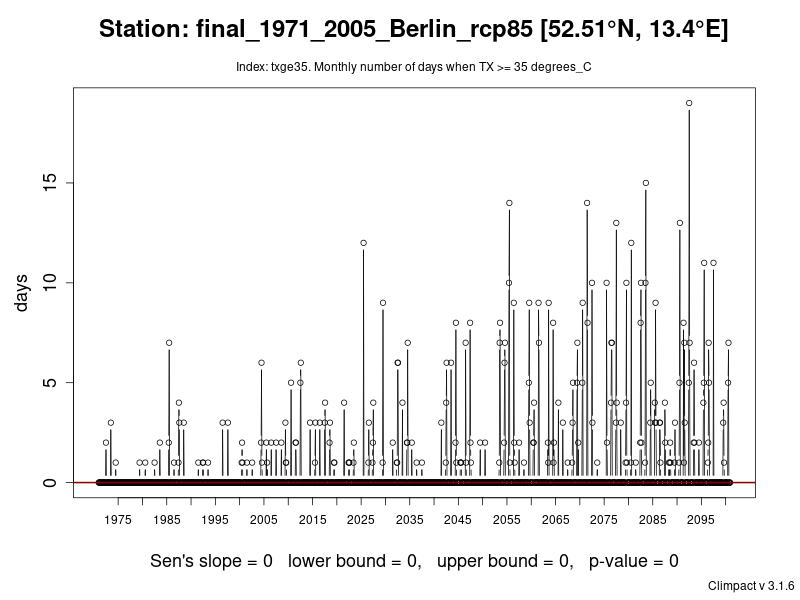 Station: final_1971_2005_Berlin_rcp85 [52.51°N, 13.4°E]
Index: txge35. Monthly number of days when TX >= 35 degrees_C
15
10
5
0
days
1975 1985 1995 2005 2015 2025 2035 2045 2055 2065 2075 2085 2095
Sen's slope = 0 lower bound = 0, upper bound = 0, p-value = 0
Climpact v 3.1.6